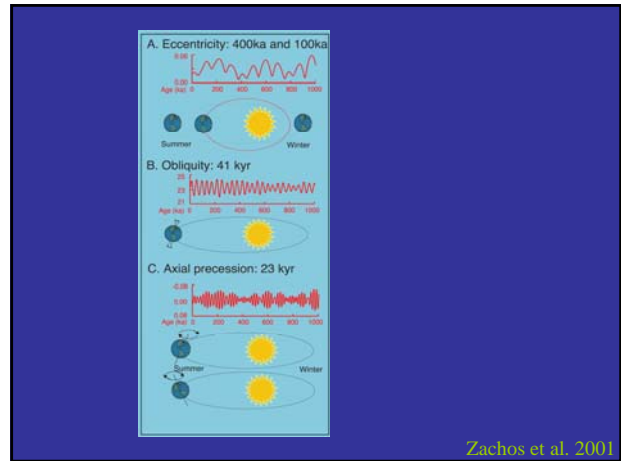 A. Eccentricity: 400ka and 100ka
0.06
0.00
Age (ka) 0 200 400 600 800 1000
Summer Winter
B. Obliquity: 41 kyr
25
23
21
Age (ka) 0 200 400 600 800 1000
C. Axial precession: 23 kyr
-0.08
0.00
0.08
Age (ka) 0 200 400 600 800 1000
Summer Winter
Zachos et al. 2001